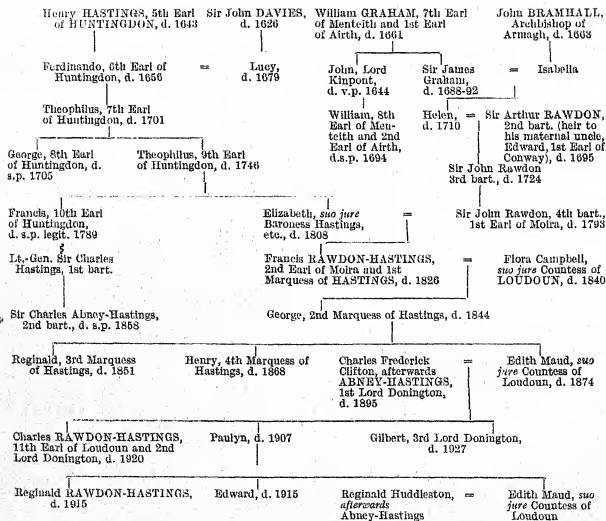 Henry HASTINGS, 5th Earl
of HUNTINGDON, d. 1643
Sir John DAVIES,
d. 1626
William GRAHAM, 7th Earl
of Menteith and 1st Earl
of Airth, d. 1661
John BRAMHALL,
Archbishop of
Armagh, d. 1663
Ferdinando, 6th Earl of
Huntingdon, d. 1656
=
Lucy,
d. 1679
John, Lord
Kinpont,
d. v.p. 1644
Sir James
Graham,
d. 1688-92
=
Isabella
Theophilus, 7th Earl
of Huntingdon, d. 1701
William, 8th
Earl of Men-
teith and 2nd
Earl of Airth,
d.s.p. 1694
Helen,
d. 1710
=
Sir Arthur RAWDON,
2nd bart. (heir to
his maternal uncle,
Edward, 1st Earl of
Conway), d. 1695
George, 8th Earl
of Huntingdon, d.
s.p. 1705
Theophilus, 9th Earl
of Huntingdon, d. 1746
Sir John Rawdon
3rd bart., d. 1724
Francis, 10th Earl
of Huntingdon,
d. s.p. legit. 1789
Elizabeth, suo jure
Baroness Hastings,
etc., d. 1808
=
Sir John Rawdon, 4th bart.,
1st Earl of Moira, d. 1793
Lt.-Gen. Sir Charles
Hastings, 1st bart.
Francis RAWDON-HASTINGS,
2nd Earl of Moira and 1st
Marquess of HASTINGS, d. 1826
=
Flora Campbell,
suo jure Countess of
LOUDOUN, d. 1840
Sir Charles Abney-Hastings,
2nd bart., d. s.p. 1858
George, 2nd Marquess of Hastings, d. 1844
Reginald, 3rd Marquess
of Hastings, d. 1851
Henry, 4th Marquess of
Hastings, d. 1868
Charles Frederick
Clifton, afterwards
ABNEY-HASTINGS,
1st Lord Donington,
d. 1895
=
Edith Maud, suo
jure Countess of
Loudoun, d. 1874
Charles RAWDON-HASTINGS,
11th Earl of Loudoun and 2nd
Lord Donington, d. 1920
Paulyn, d. 1907
Gilbert, 3rd Lord Donington,
d. 1927
Reginald RAWDON-HASTINGS,
d. 1915
Edward, d. 1915
Reginald Huddleston,
afterwards
Abney-Hastings
=
Edith Maud, suo
jure Countess of
Loudoun